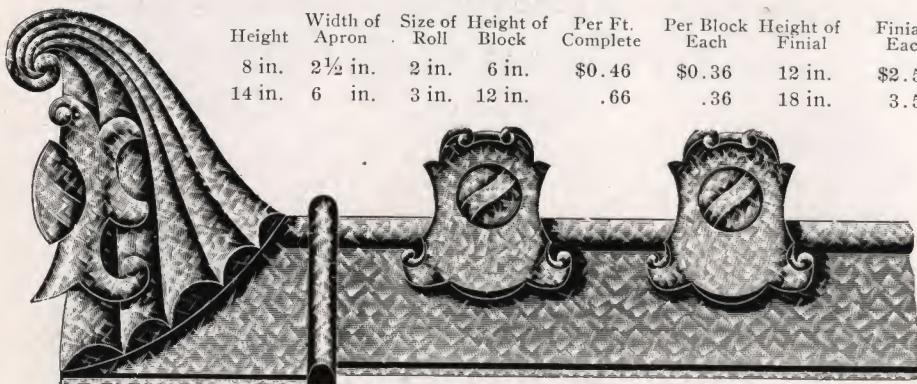 Height Width of Apron Size of Roll Height of Block Per Ft. Complete Per Block Each Height of Finial
8 in. 2½ in. 2 in. 6 in. $0.46 $0.36 12 in.
14 in. 6 in. 3 in. 12 in. .66 .36 18 in.